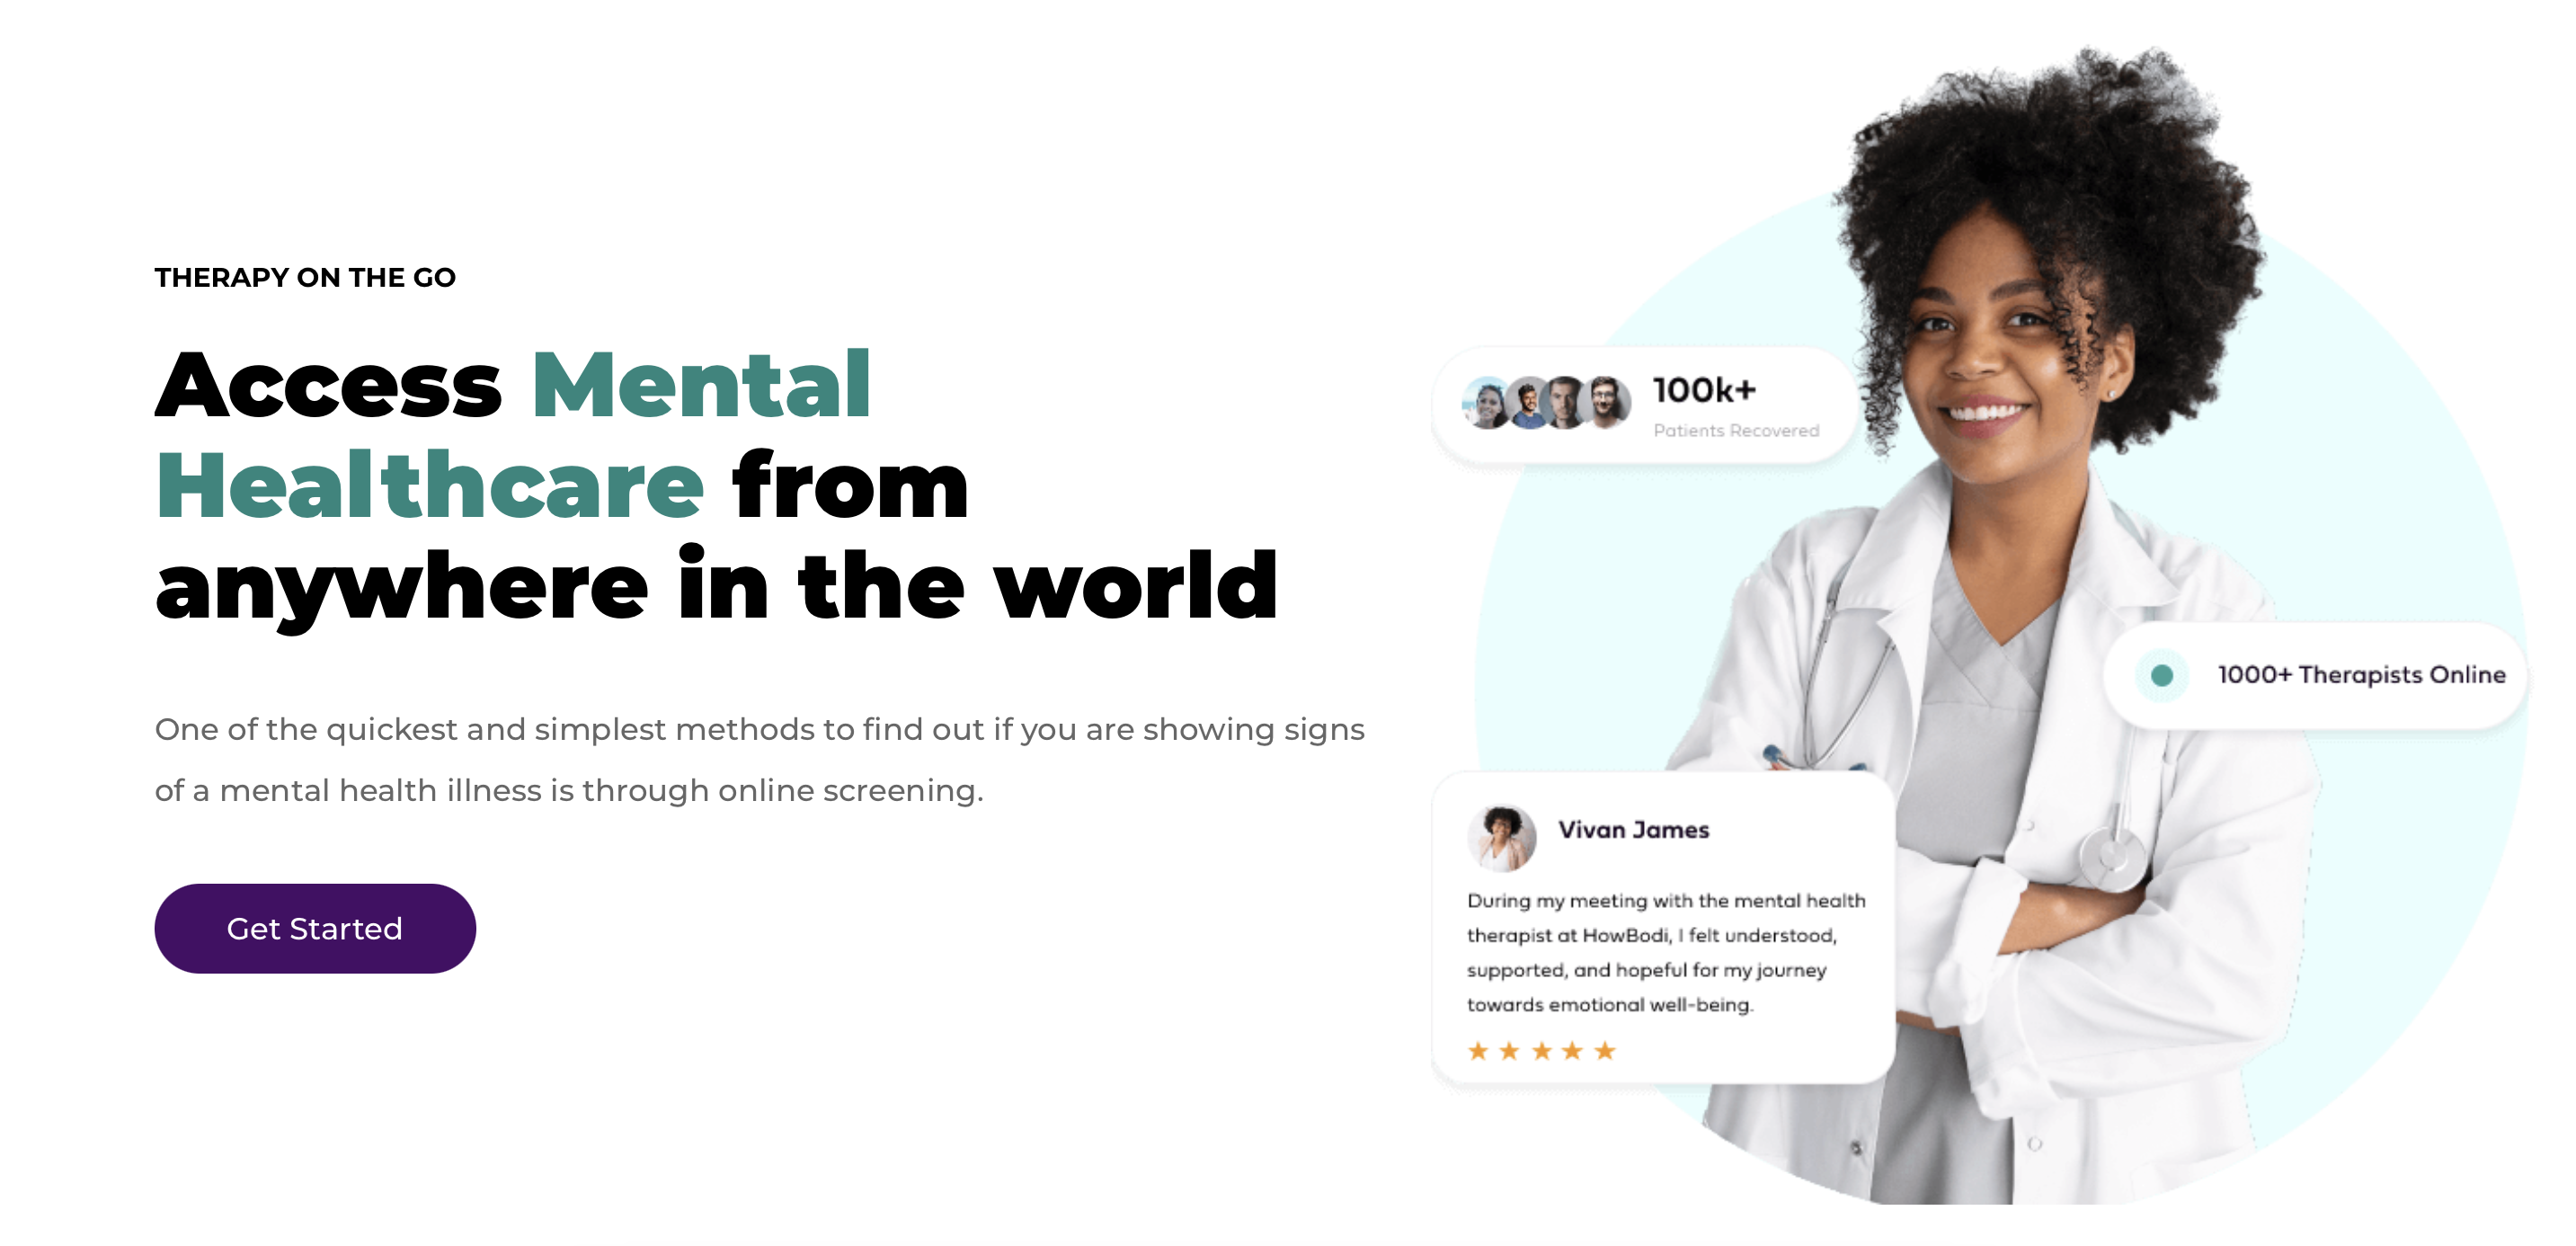 THERAPY ON THE GO
Access Mental
Healthcare from
anywhere in the world
One of the quickest and simplest methods to find out if you are showing signs
of a mental health illness is through online screening.
Get Started
100k+
Patients Recovered
1000+ Therapists Online
Vivan James
During my meeting with the mental health
therapist at HowBodi, I felt understood,
supported, and hopeful for my journey
towards emotional well-being.